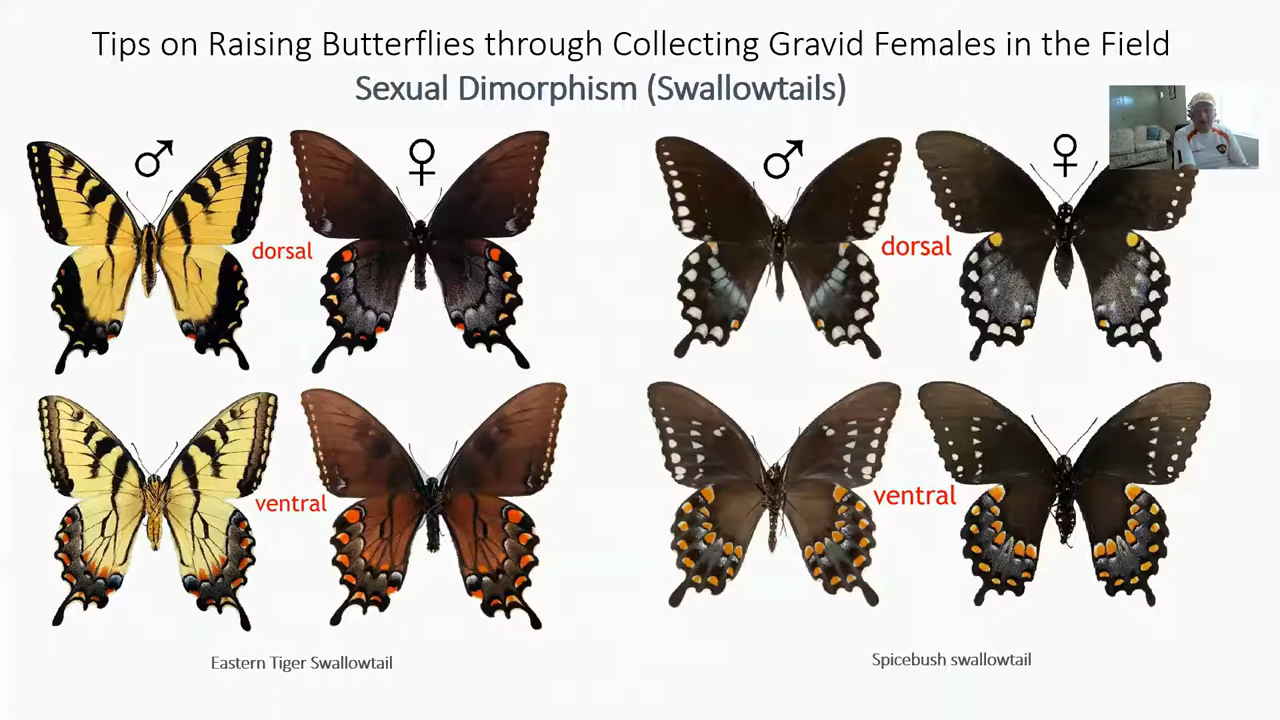 Tips on Raising Butterflies through Collecting Gravid Females in the Field
Sexual Dimorphism (Swallowtails)
♂
♀
♂
♀
dorsal
dorsal
ventral
ventral
Eastern Tiger Swallowtail
Spicebush swallowtail